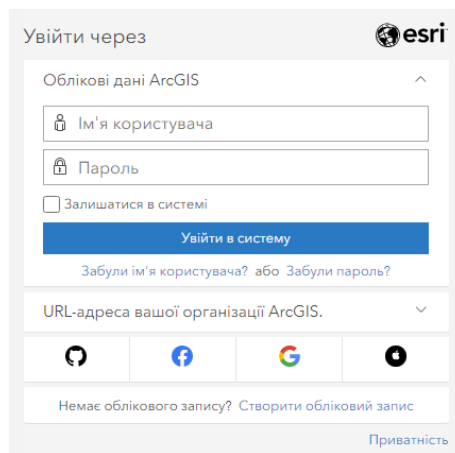 Увійти через
esri
Облікові дані ArcGIS
Ім'я користувача
Пароль
Залишатися в системі
Увійти в систему
Забули ім'я користувача? або Забули пароль?
URL-адреса вашої організації ArcGIS.
Немає облікового запису? Створити обліковий запис
Приватність